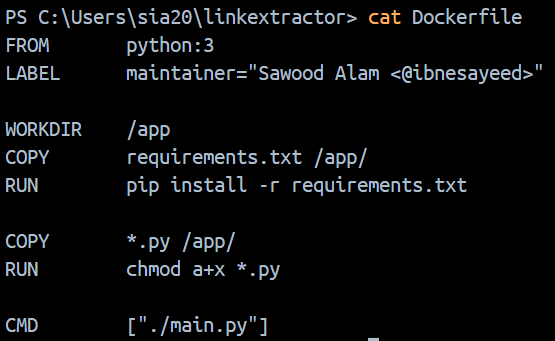 PS C:\Users\sia20\linkextractor> cat Dockerfile
FROM python:3
LABEL maintainer="Sawood Alam <@ibnesayeed>"
WORKDIR /app
COPY requirements.txt /app/
RUN pip install -r requirements.txt
COPY *.py /app/
RUN chmod a+x *.py
CMD ["./main.py"]